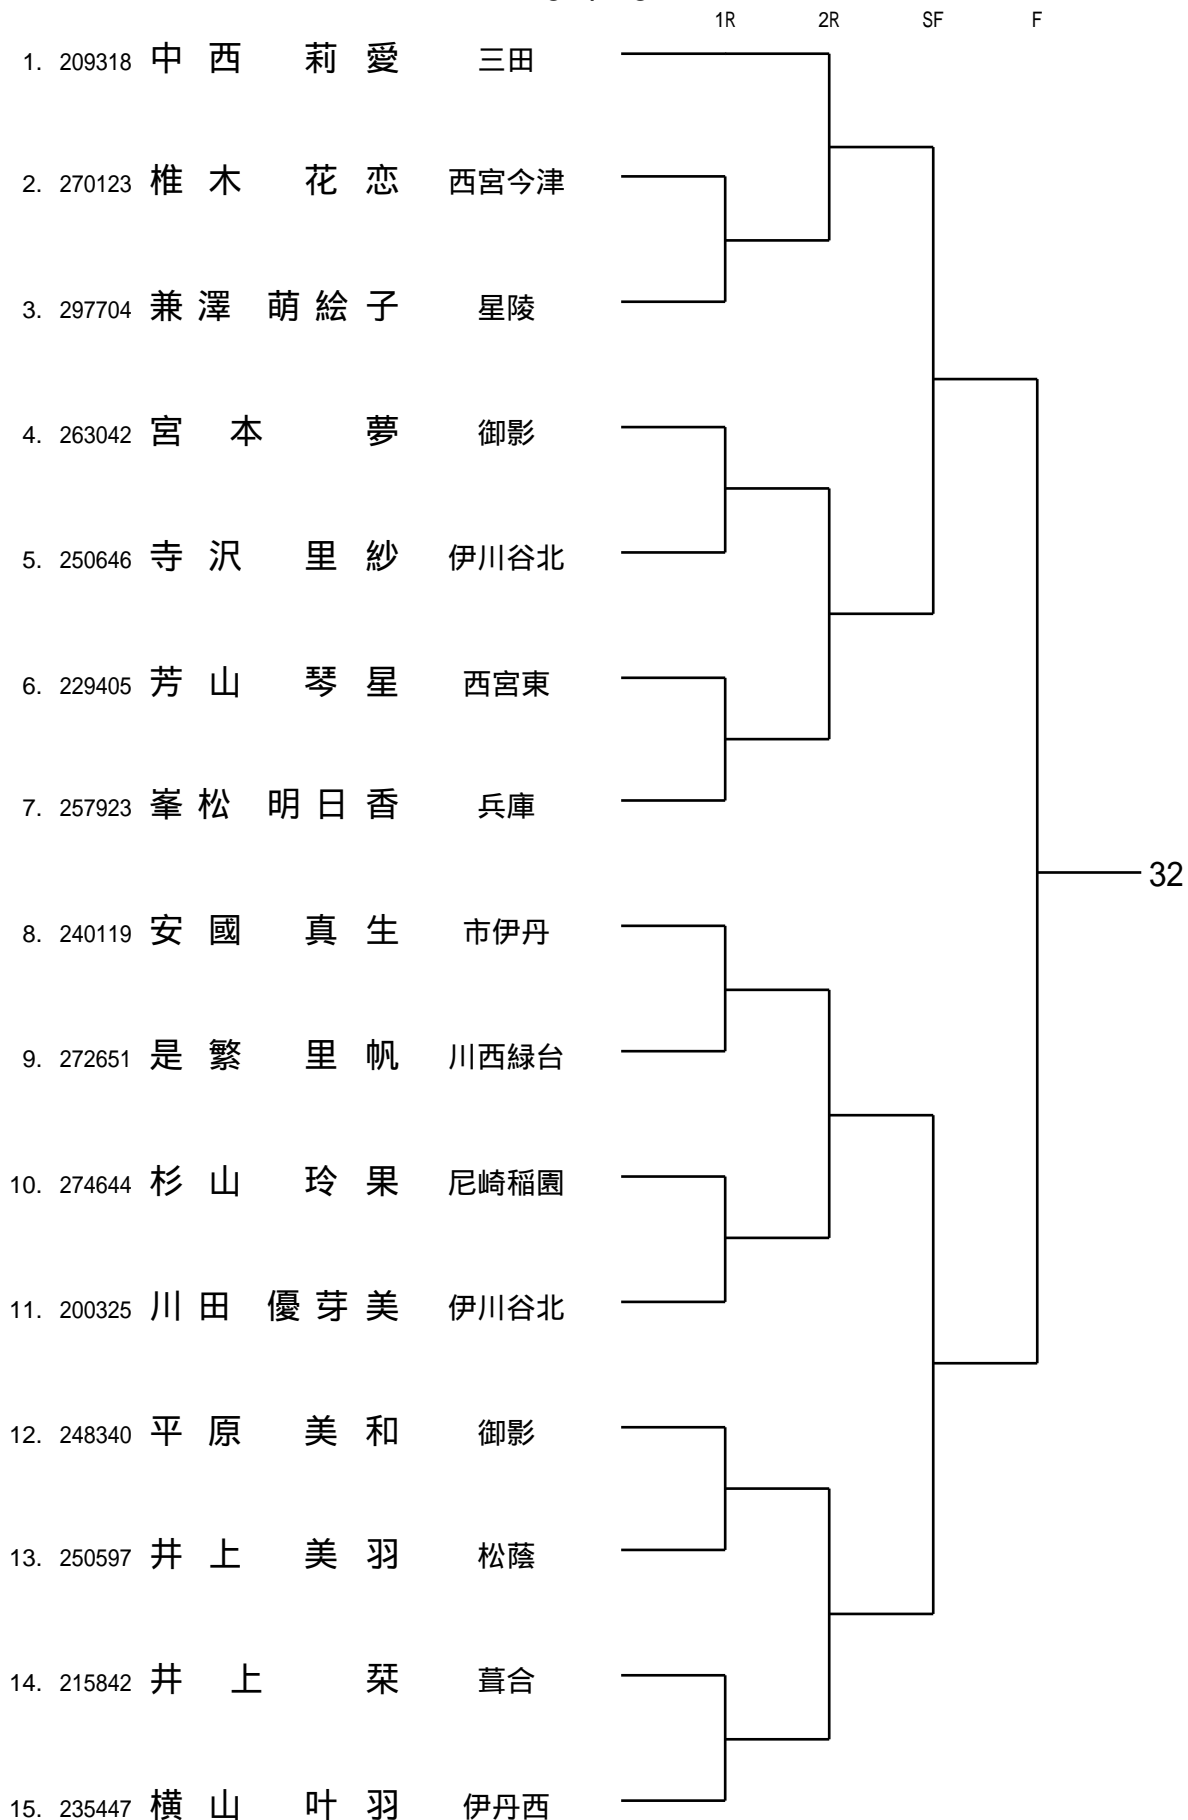 1R 2R SF F
1. 209318 中西 莉愛 三田
2. 270123 椎木 花恋 西宮今津
3. 297704 兼澤 萌絵子 星陵
4. 263042 宮本 夢 御影
5. 250646 寺沢 里紗 伊川谷北
6. 229405 芳山 琴星 西宮東
7. 257923 峯松 明日香 兵庫
32
8. 240119 安國 真生 市伊丹
9. 272651 是繁 里帆 川西緑台
10. 274644 杉山 玲果 尼崎稲園
11. 200325 川田 優芽美 伊川谷北
12. 248340 平原 美和 御影
13. 250597 井上 美羽 松蔭
14. 215842 井上 栞 葺合
15. 235447 横山 叶羽 伊丹西